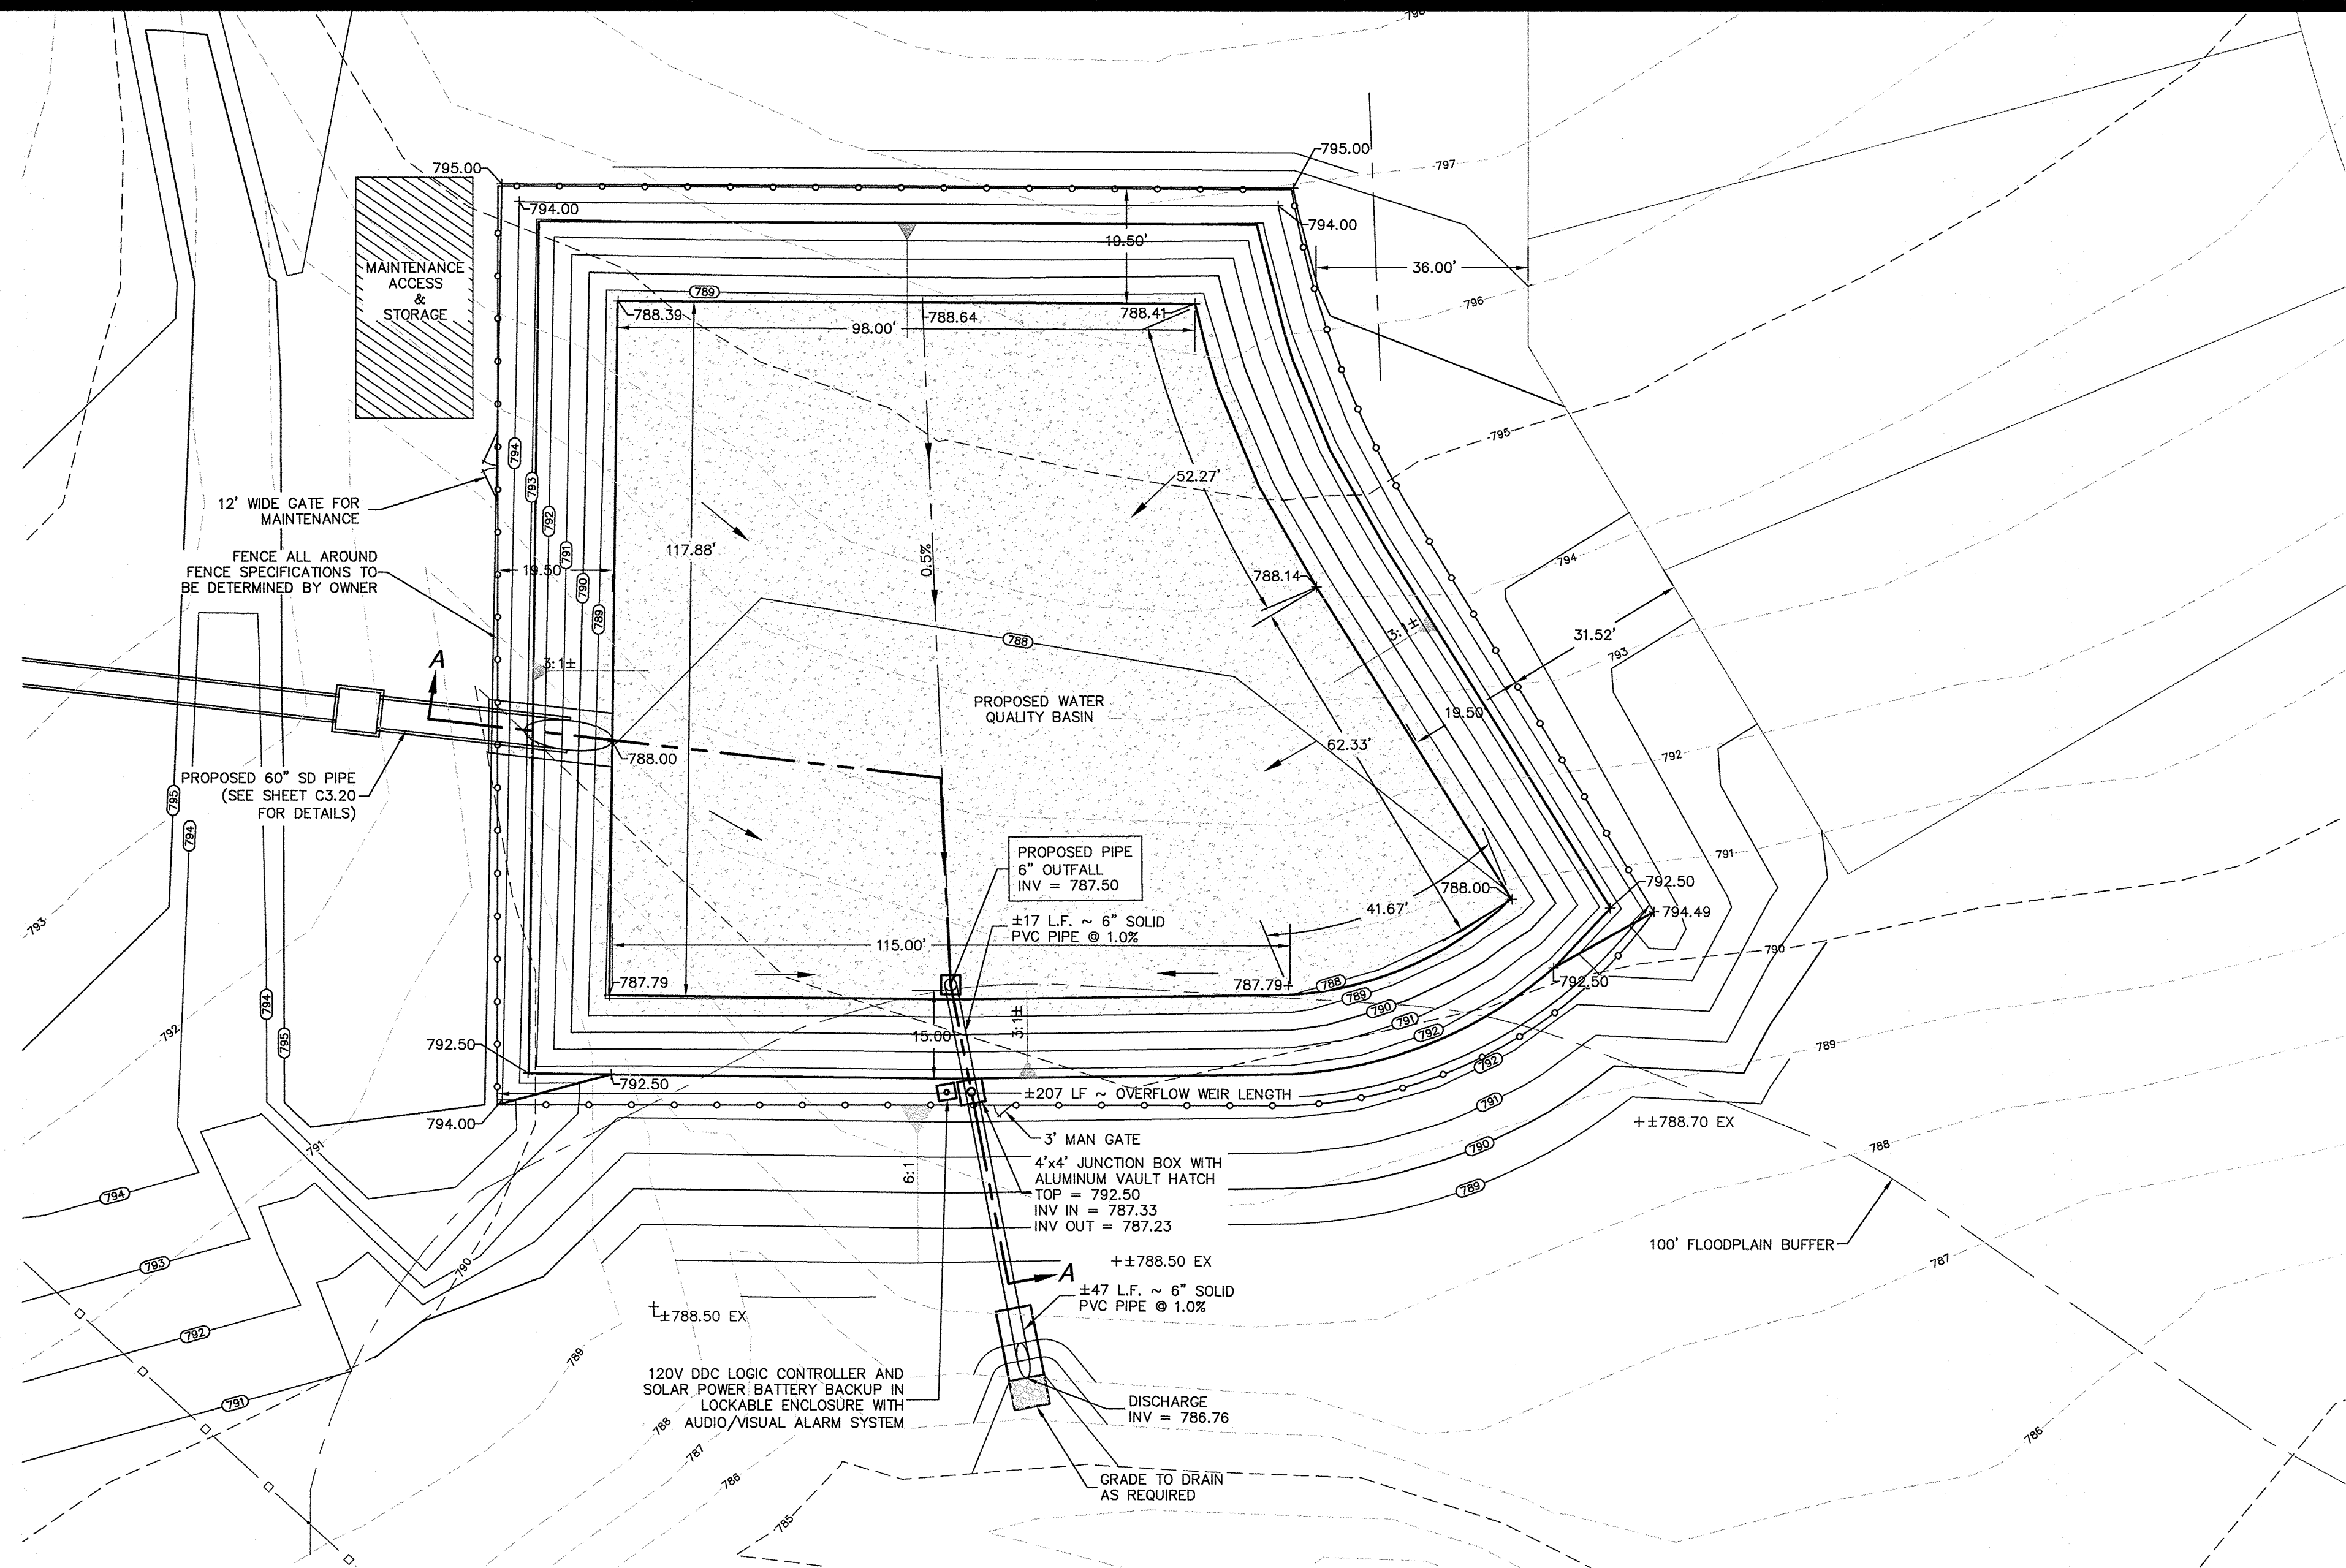 798
797
795.00
795.00
794.00
794.00
19.50'
36.00'
MAINTENANCE
ACCESS
&
STORAGE
789
788.39
788.64
788.41
98.00'
796
795
794
793
792
791
790
789
52.27'
12' WIDE GATE FOR
MAINTENANCE
FENCE ALL AROUND
FENCE SPECIFICATIONS TO
BE DETERMINED BY OWNER
19.50'
117.88'
0.5%
788.14
794
788
3:1±
31.52'
793
A
3:1±
PROPOSED WATER
QUALITY BASIN
19.50'
62.33'
788.00
792
PROPOSED 60" SD PIPE
(SEE SHEET C3.20
FOR DETAILS)
795
794
PROPOSED PIPE
6" OUTFALL
INV = 787.50
791
788.00
792.50
794.49
41.67'
±17 L.F. ~ 6" SOLID
PVC PIPE @ 1.0%
793
115.00'
790
787.79
787.79
788
789
790
791
792
792.50
794
795
792
15.00'
3:1±
792.50
792.50
794.00
±207 LF ~ OVERFLOW WEIR LENGTH
789
792
791
790
789
3' MAN GATE
4'x4' JUNCTION BOX WITH
ALUMINUM VAULT HATCH
TOP = 792.50
INV IN = 787.33
INV OUT = 787.23
6:1
+±788.70 EX
788
791
794
793
792
791
790
+±788.50 EX
100' FLOODPLAIN BUFFER
787
A
±47 L.F. ~ 6" SOLID
PVC PIPE @ 1.0%
±788.50 EX
789
120V DDC LOGIC CONTROLLER AND
SOLAR POWER BATTERY BACKUP IN
LOCKABLE ENCLOSURE WITH
AUDIO/VISUAL ALARM SYSTEM
DISCHARGE
INV = 786.76
788
787
786
786
GRADE TO DRAIN
AS REQUIRED
785